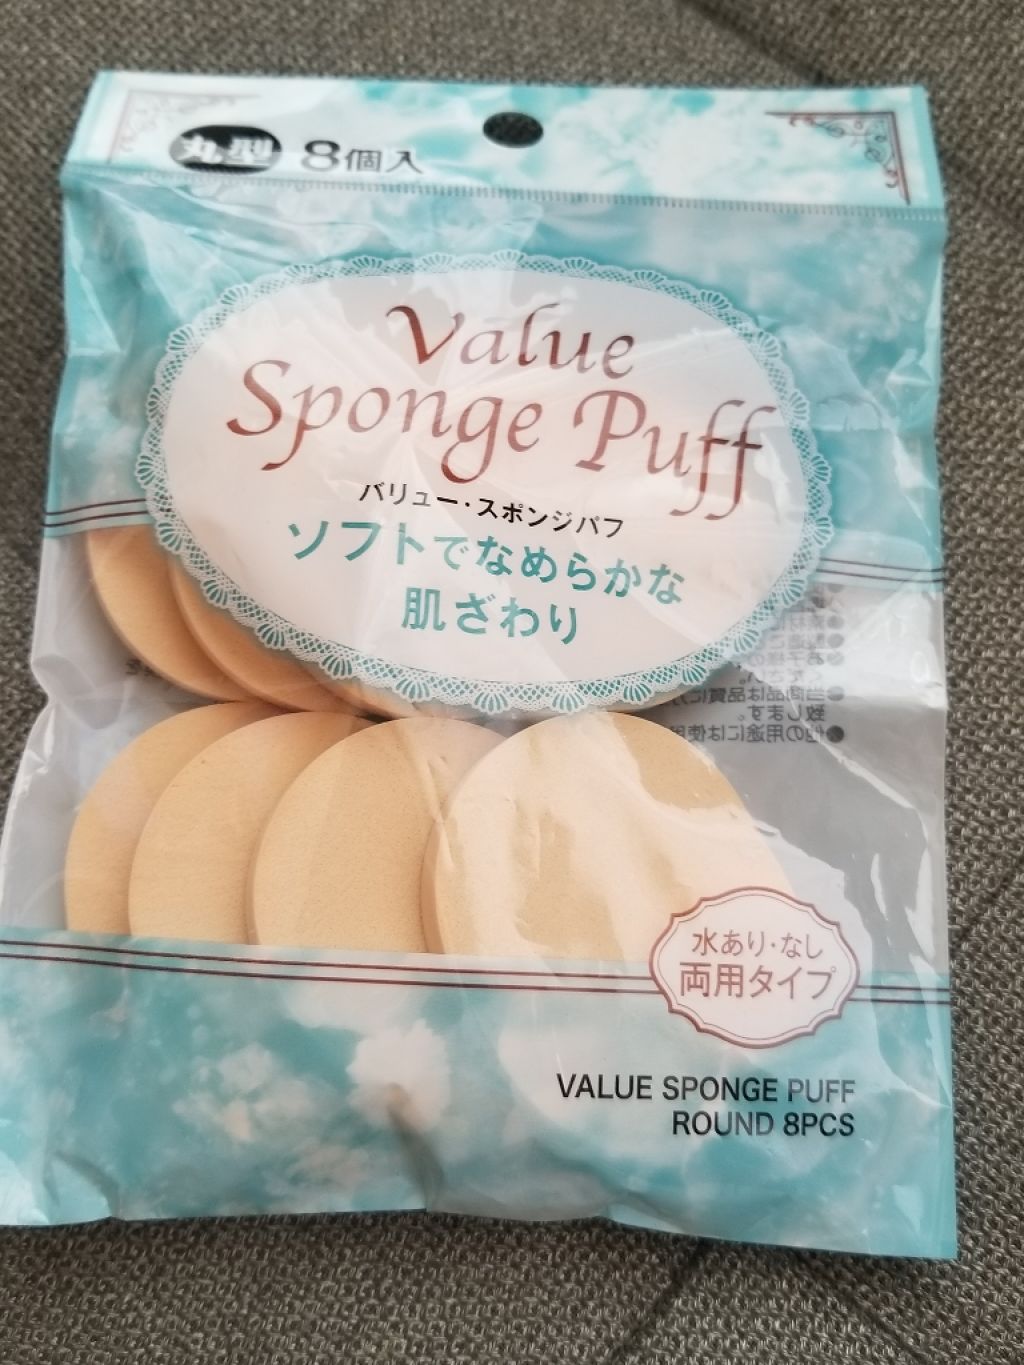 丸型 8個入
Value
Sponge Puff
バリュー・スポンジパフ
ソフトでなめらかな
肌ざわり
水あり・なし
両用タイプ
VALUE SPONGE PUFF
ROUND 8PCS